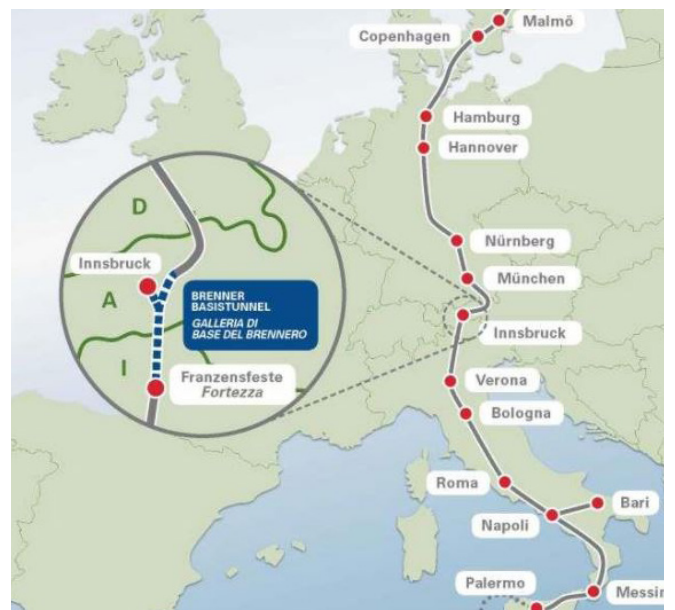 Malmö
Copenhagen
Hamburg
Hannover
D
Nürnberg
Innsbruck
München
A
BRENNER
BASISTUNNEL
GALLERIA DI
BASE DEL BRENNERO
Innsbruck
I
Franzensfeste
Fortezza
Verona
Bologna
Roma
Bari
Napoli
Palermo
Messin